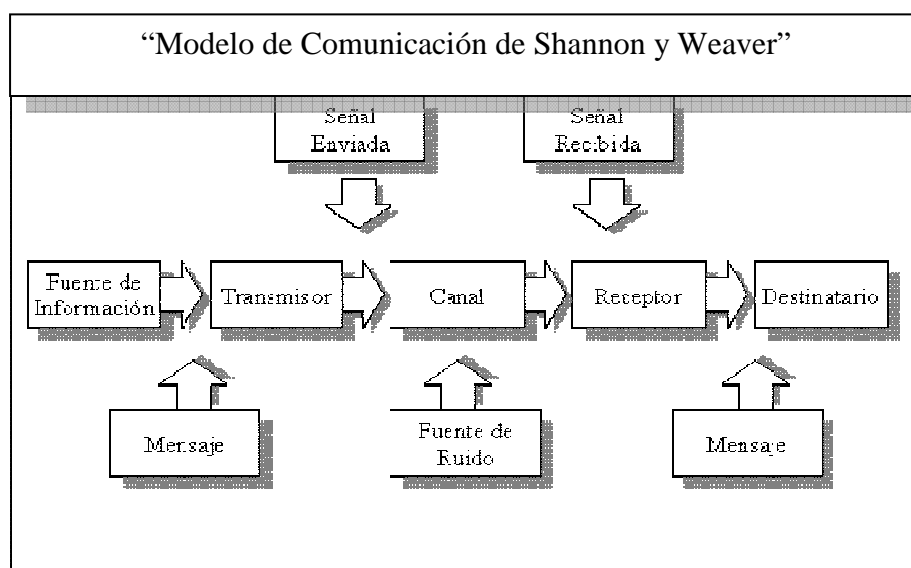 “Modelo de Comunicación de Shannon y Weaver”
Señal
Enviada
Señal
Recibida
Fuente de
Información
Transmisor
Canal
Receptor
Destinatario
Mensaje
Fuente de
Ruido
Mensaje